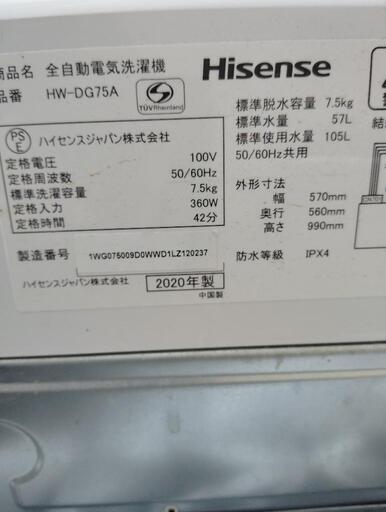 商品名 全自動電気洗濯機
品番 HW-DG75A
TÜVRheinland
Hisense
PSE
ハイセンスジャパン株式会社
定格電圧 100V
定格周波数 50/60Hz
標準洗濯容量 7.5kg
定格入力 360W
定格時間 42分
製造番号 1WG075009D0WWD1LZ120237
ハイセンスジャパン株式会社 2020年製
中国製
標準脱水容量 7.5kg
標準水量 57L
標準使用水量 105L
50/60Hz共用
外形寸法
幅 570mm
奥行 560mm
高さ 990mm
防水等級 IPX4
結